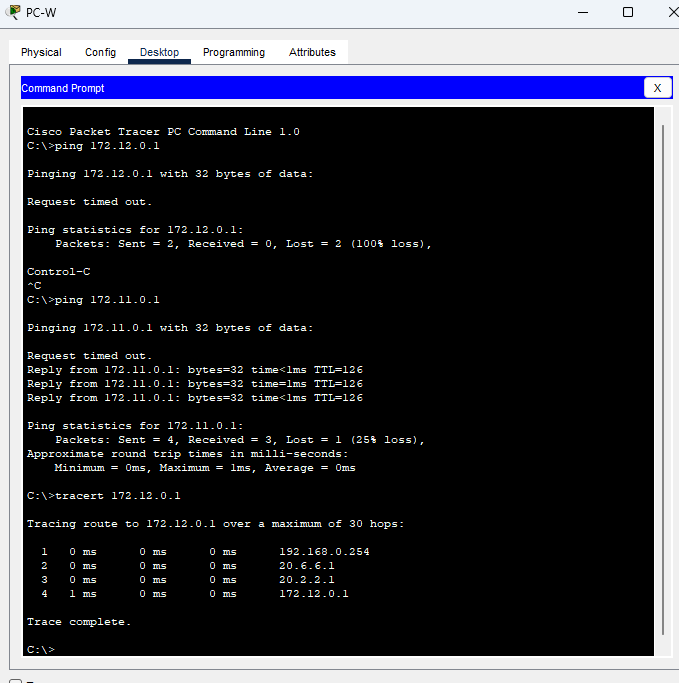 PC-W
Physical Config Desktop Programming Attributes
Command Prompt X
Cisco Packet Tracer PC Command Line 1.0
C:\>ping 172.12.0.1
Pinging 172.12.0.1 with 32 bytes of data:
Request timed out.
Ping statistics for 172.12.0.1:
Packets: Sent = 2, Received = 0, Lost = 2 (100% loss),
Control-C
^C
C:\>ping 172.11.0.1
Pinging 172.11.0.1 with 32 bytes of data:
Request timed out.
Reply from 172.11.0.1: bytes=32 time<1ms TTL=126
Reply from 172.11.0.1: bytes=32 time<1ms TTL=126
Reply from 172.11.0.1: bytes=32 time<1ms TTL=126
Ping statistics for 172.11.0.1:
Packets: Sent = 4, Received = 3, Lost = 1 (25% loss),
Approximate round trip times in milli-seconds:
Minimum = 0ms, Maximum = 1ms, Average = 0ms
C:\>tracert 172.12.0.1
Tracing route to 172.12.0.1 over a maximum of 30 hops:
1 0 ms 0 ms 0 ms 192.168.0.254
2 0 ms 0 ms 0 ms 20.6.6.1
3 0 ms 0 ms 0 ms 20.2.2.1
4 1 ms 0 ms 0 ms 172.12.0.1
Trace complete.
C:\>